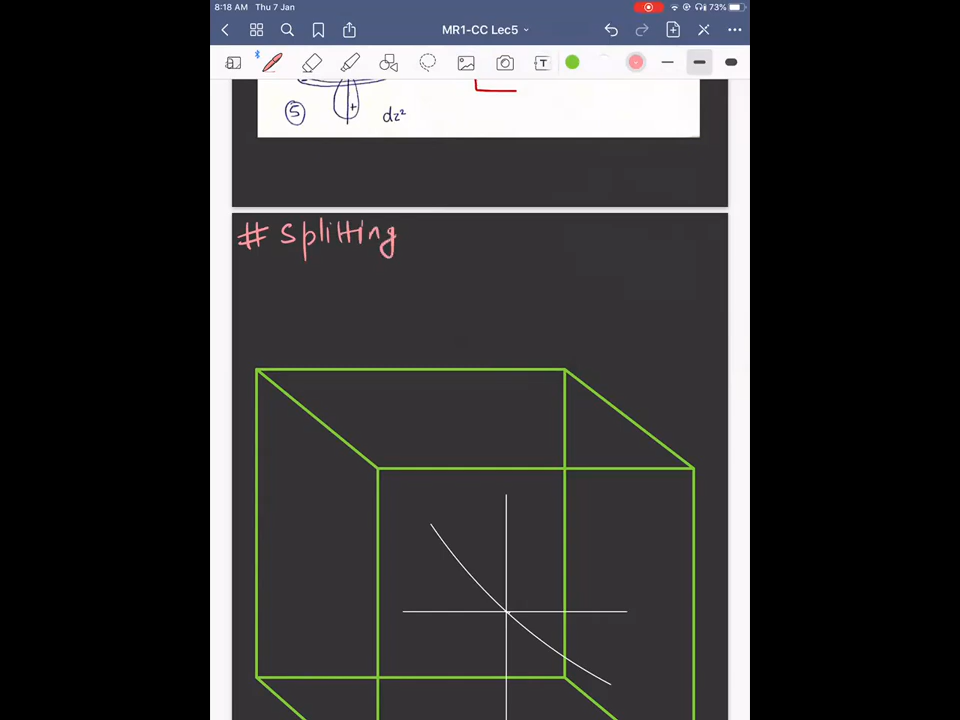 8:18 AM Thu 7 Jan
73%
MR1-CC Lec5
T
+
5
dz²
# Splitting